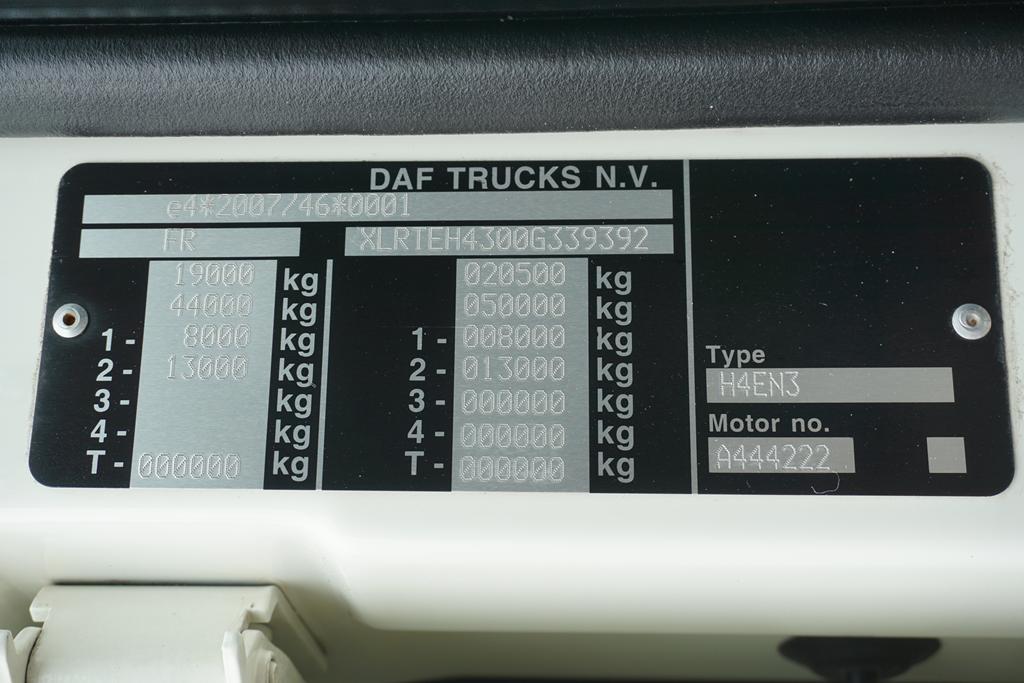 DAF TRUCKS N.V.
e4*2007/46*0001
FR XLRTEH4300G339392
19000 kg 020500 kg
44000 kg 050000 kg
1- 8000 kg 1- 008000 kg
2- 13000 kg 2- 013000 kg
3- kg 3- 000000 kg
4- kg 4- 000000 kg
T- 000000 kg T- 000000 kg
Type
H4EN3
Motor no.
A444222